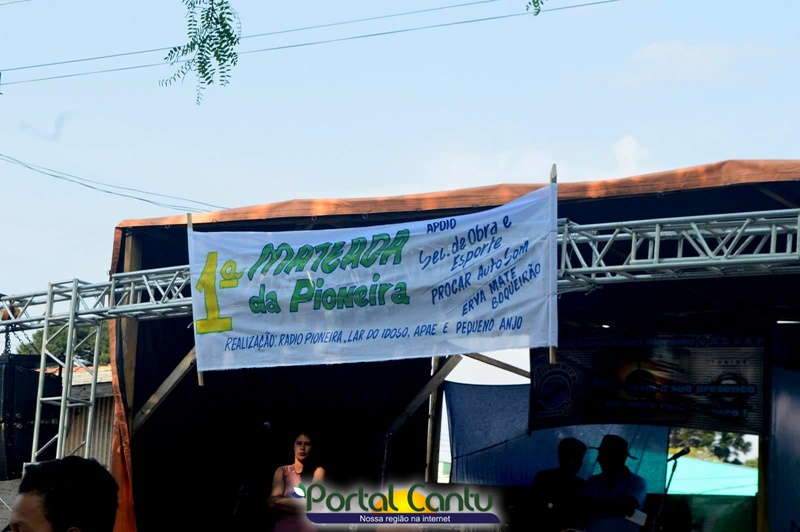 1ª MATEADA
da PIONEIRA
APOIO
Sec. de Obra e
Esporte
PROCAR AUTO SOM
ERVA MATE
BOQUEIRÃO
REALIZAÇÃO: RADIO PIONEIRA, LAR DO IDOSO, APAE E PEQUENO ANJO
Portal Cantu
Nossa região na internet